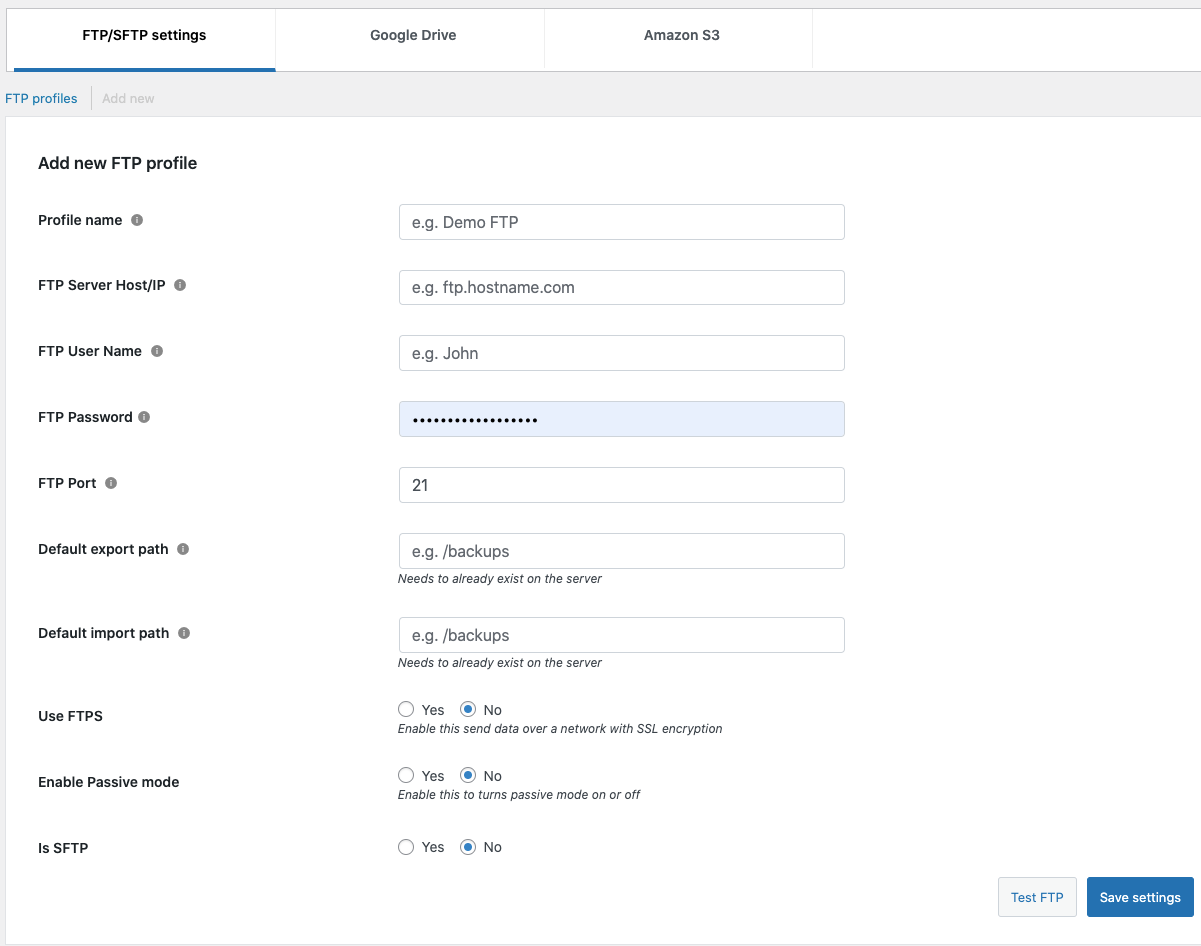 FTP/SFTP settings Google Drive Amazon S3
FTP profiles Add new
Add new FTP profile
Profile name e.g. Demo FTP
FTP Server Host/IP e.g. ftp.hostname.com
FTP User Name e.g. John
FTP Password ••••••••••••••••••
FTP Port 21
Default export path e.g. /backups
Needs to already exist on the server
Default import path e.g. /backups
Needs to already exist on the server
Use FTPS Yes No
Enable this send data over a network with SSL encryption
Enable Passive mode Yes No
Enable this to turns passive mode on or off
Is SFTP Yes No
Test FTP Save settings